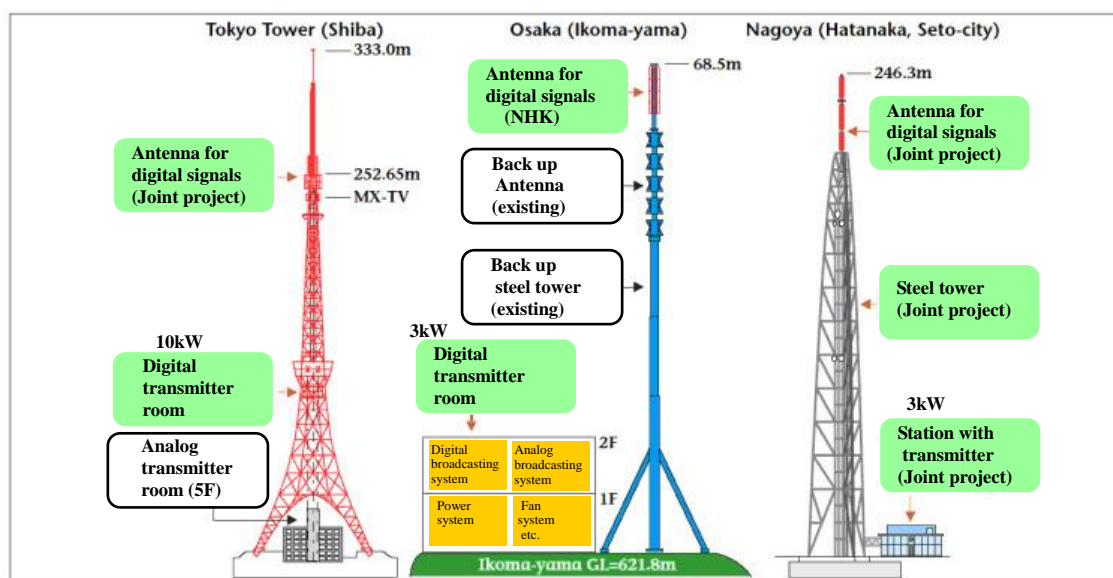 Tokyo Tower (Shiba)
333.0m
Antenna for
digital signals
(Joint project)
252.65m
MX-TV
10kW
Digital
transmitter
room
Analog
transmitter
room (5F)
Osaka (Ikoma-yama)
68.5m
Antenna for
digital signals
(NHK)
Back up
Antenna
(existing)
Back up
steel tower
(existing)
3kW
Digital
transmitter
room
2F
Digital
broadcasting
system
Analog
broadcasting
system
1F
Power
system
Fan
system
etc.
Ikoma-yama GL=621.8m
Nagoya (Hatanaka, Seto-city)
246.3m
Antenna for
digital signals
(Joint project)
Steel tower
(Joint project)
3kW
Station with
transmitter
(Joint project)